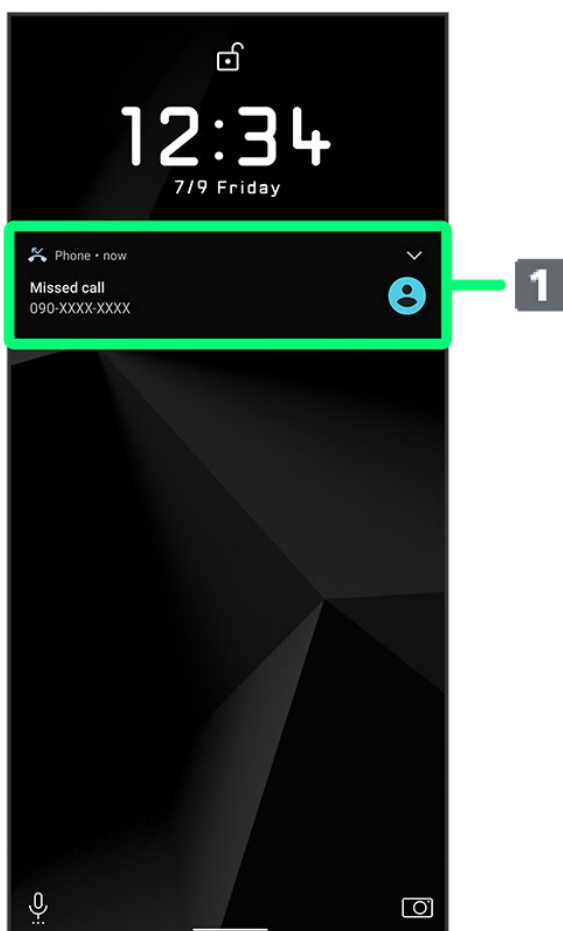 12:34
7/9 Friday
Phone • now
Missed call
090-XXXX-XXXX
1